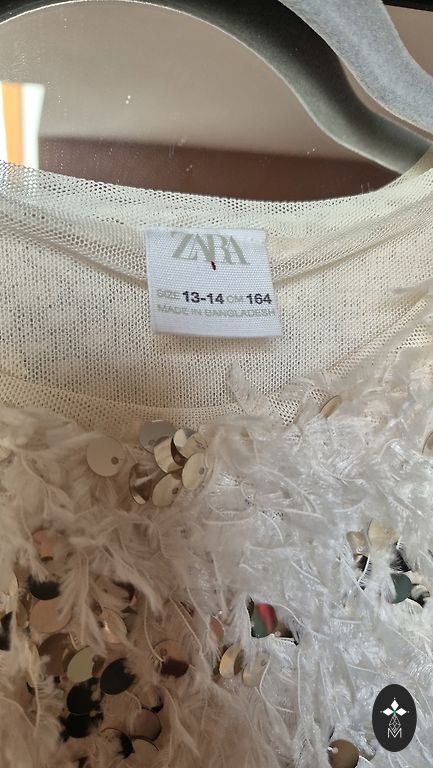 ZARA
SIZE 13-14 CM 164
MADE IN BANGLADESH
M